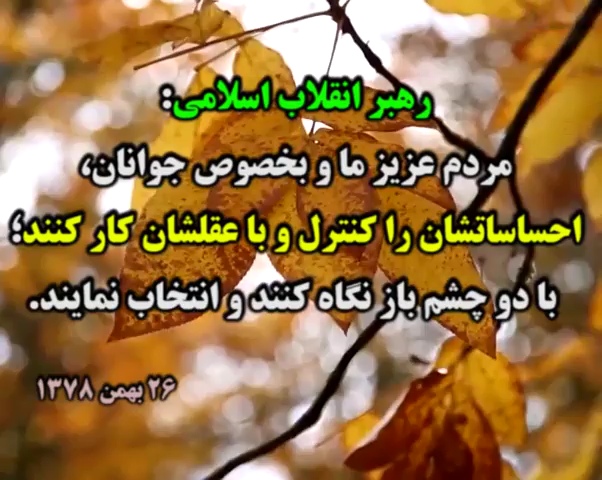 رهبر انقلاب اسلامی:
مردم عزیز ما و بخصوص جوانان،
احساساتشان را کنترل و با عقلشان کار کنند؛
با دو چشم باز نگاه کنند و انتخاب نمایند.
۲۶ بهمن ۱۳۷۸